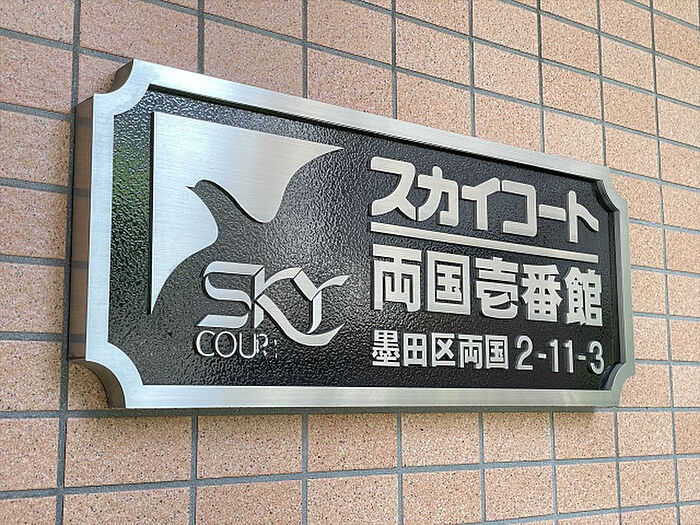 SKY
COURT
スカイコート
両国壱番館
墨田区両国 2-11-3